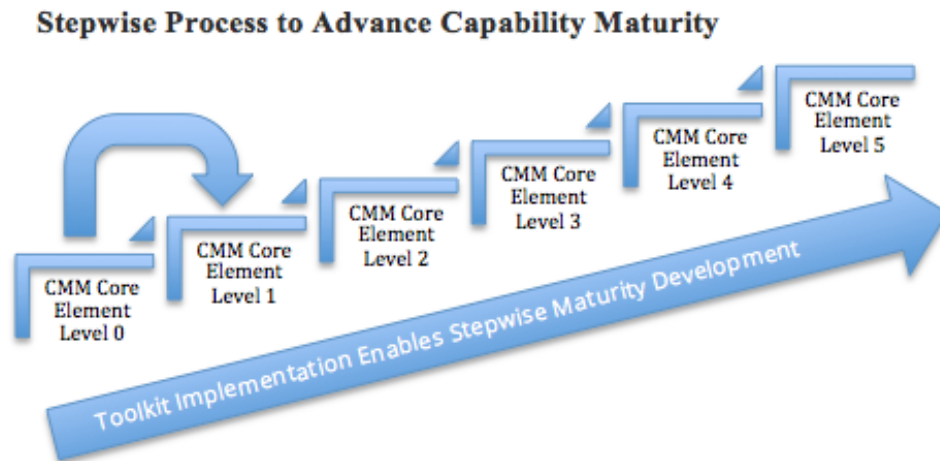 Stepwise Process to Advance Capability Maturity
CMM Core
Element
Level 0
CMM Core
Element
Level 1
CMM Core
Element
Level 2
CMM Core
Element
Level 3
CMM Core
Element
Level 4
CMM Core
Element
Level 5
Toolkit Implementation Enables Stepwise Maturity Development